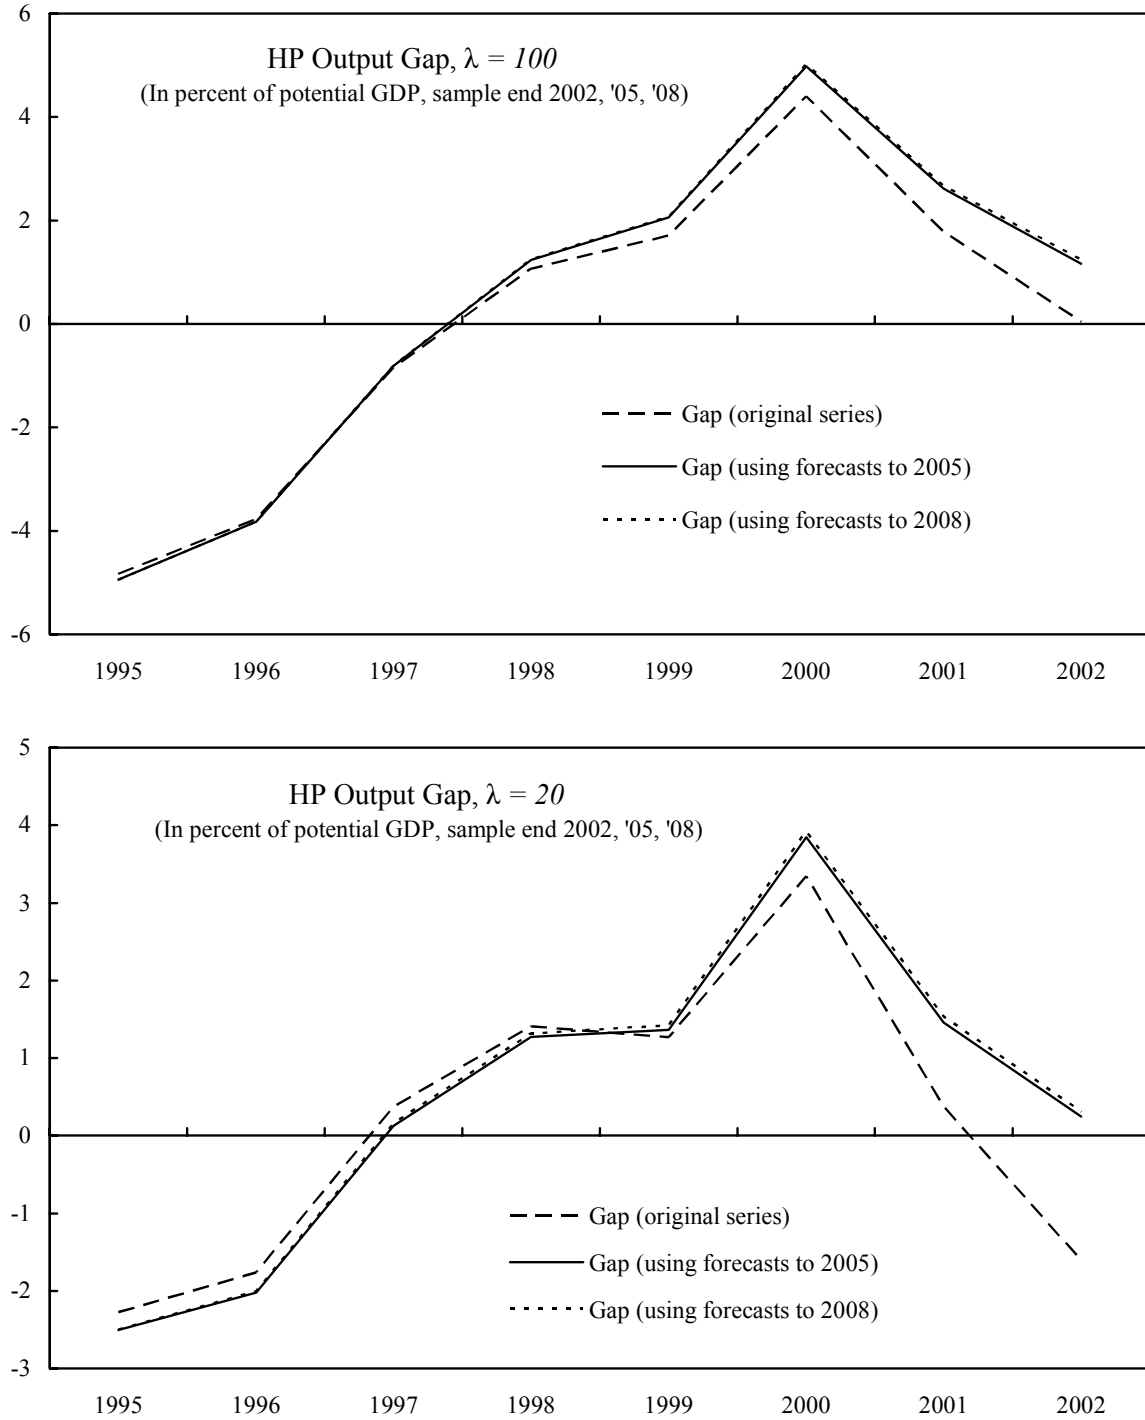 6
HP Output Gap, λ = 100
(In percent of potential GDP, sample end 2002, '05, '08)
4
2
0
-2
Gap (original series)
Gap (using forecasts to 2005)
-4
Gap (using forecasts to 2008)
-6
1995 1996 1997 1998 1999 2000 2001 2002
5
HP Output Gap, λ = 20
(In percent of potential GDP, sample end 2002, '05, '08)
4
3
2
1
0
-1
Gap (original series)
Gap (using forecasts to 2005)
-2
Gap (using forecasts to 2008)
-3
1995 1996 1997 1998 1999 2000 2001 2002